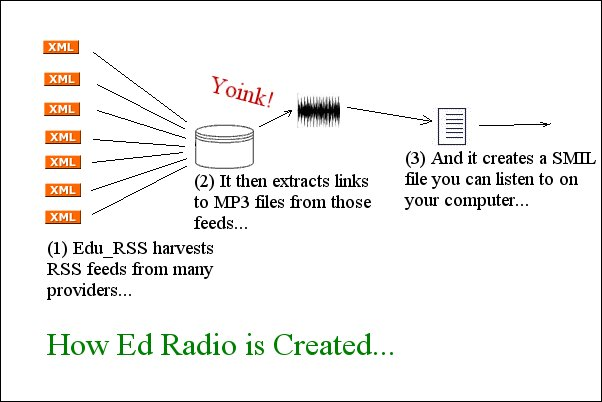 XML
XML
XML
XML
XML
XML
XML
Yoink!
(1) Edu_RSS harvests
RSS feeds from many
providers...
(2) It then extracts links
to MP3 files from those
feeds...
(3) And it creates a SMIL
file you can listen to on
your computer...
How Ed Radio is Created...